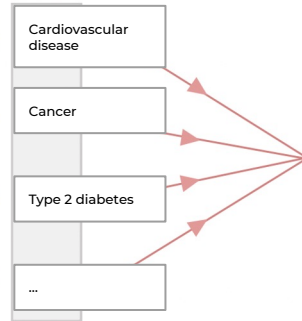 Cardiovascular
disease
Cancer
Type 2 diabetes
...